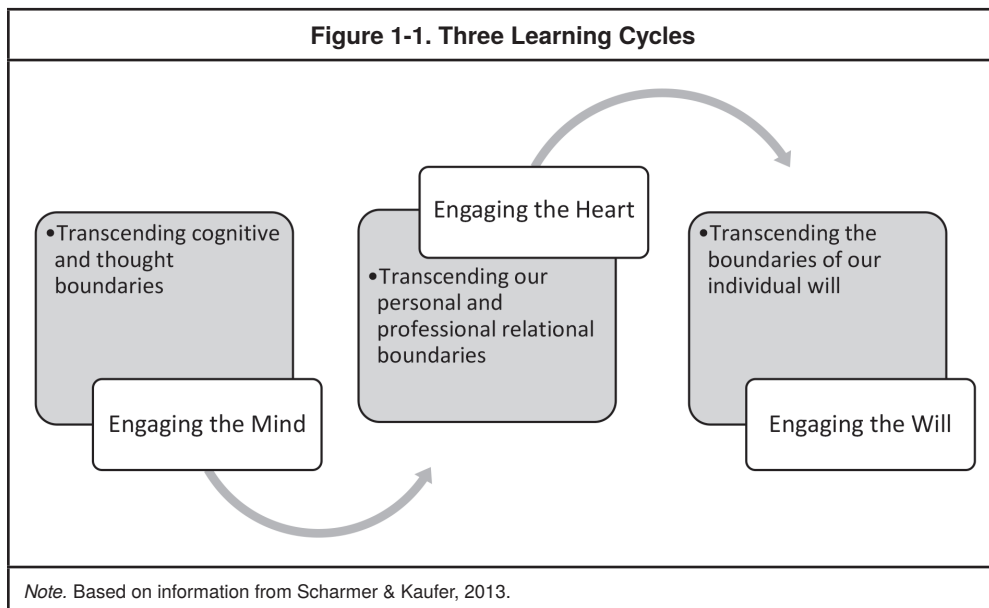 Figure 1-1. Three Learning Cycles
•Transcending cognitive
and thought
boundaries
Engaging the Mind
Engaging the Heart
•Transcending our
personal and
professional relational
boundaries
•Transcending the
boundaries of our
individual will
Engaging the Will
Note. Based on information from Scharmer & Kaufer, 2013.